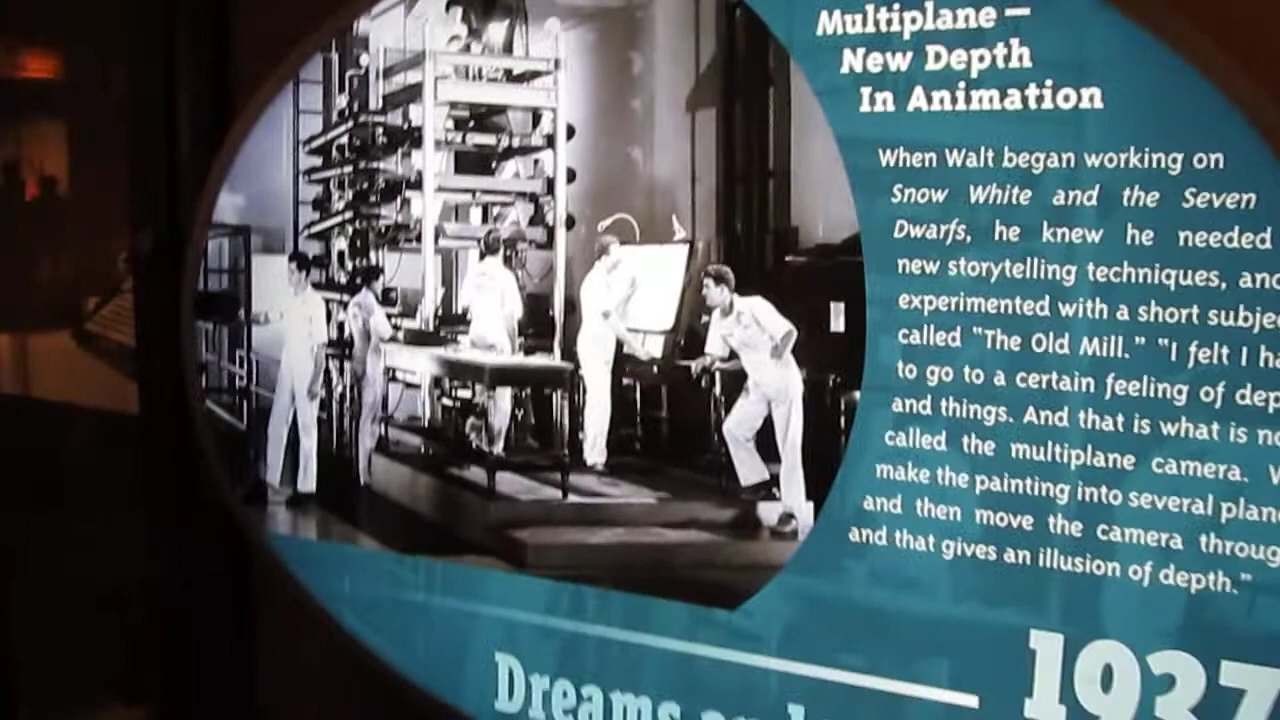 Multiplane —
New Depth
In Animation
When Walt began working on
Snow White and the Seven
Dwarfs, he knew he needed
new storytelling techniques, and
experimented with a short
called "The Old Mill." "I felt I
to go to a certain feeling of
and things. And that is what is
called the multiplane camera.
make the painting into several
and then move the camera
and that gives an illusion of depth."
1937
Dreams